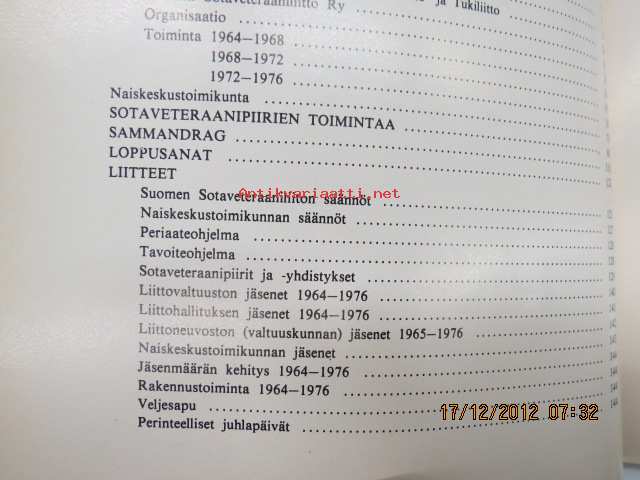 Sotaveteraaniliitto Ry
ja Tukiliitto
Organisaatio
Toiminta 1964—1968
1968—1972
1972—1976
Naiskeskustoimikunta
SOTAVETERAANIPIIRIEN TOIMINTAA
SAMMANDRAG
LOPPUSANAT
LIITTEET
Antikvariaatti.net
Suomen Sotaveteraaniliiton säännöt
Naiskeskustoimikunnan säännöt
Periaateohjelma
Tavoiteohjelma
Sotaveteraanipiirit ja -yhdistykset
Liittovaltuuston jäsenet 1964—1976
Liittohallituksen jäsenet 1964—1976
Liittoneuvoston (valtuuskunnan) jäsenet 1965—1976
Naiskeskustoimikunnan jäsenet
Jäsenmäärän kehitys 1964—1976
Rakennustoiminta 1964—1976
Veljesapu
Perinteelliset juhlapäivät
17/12/2012 07:32